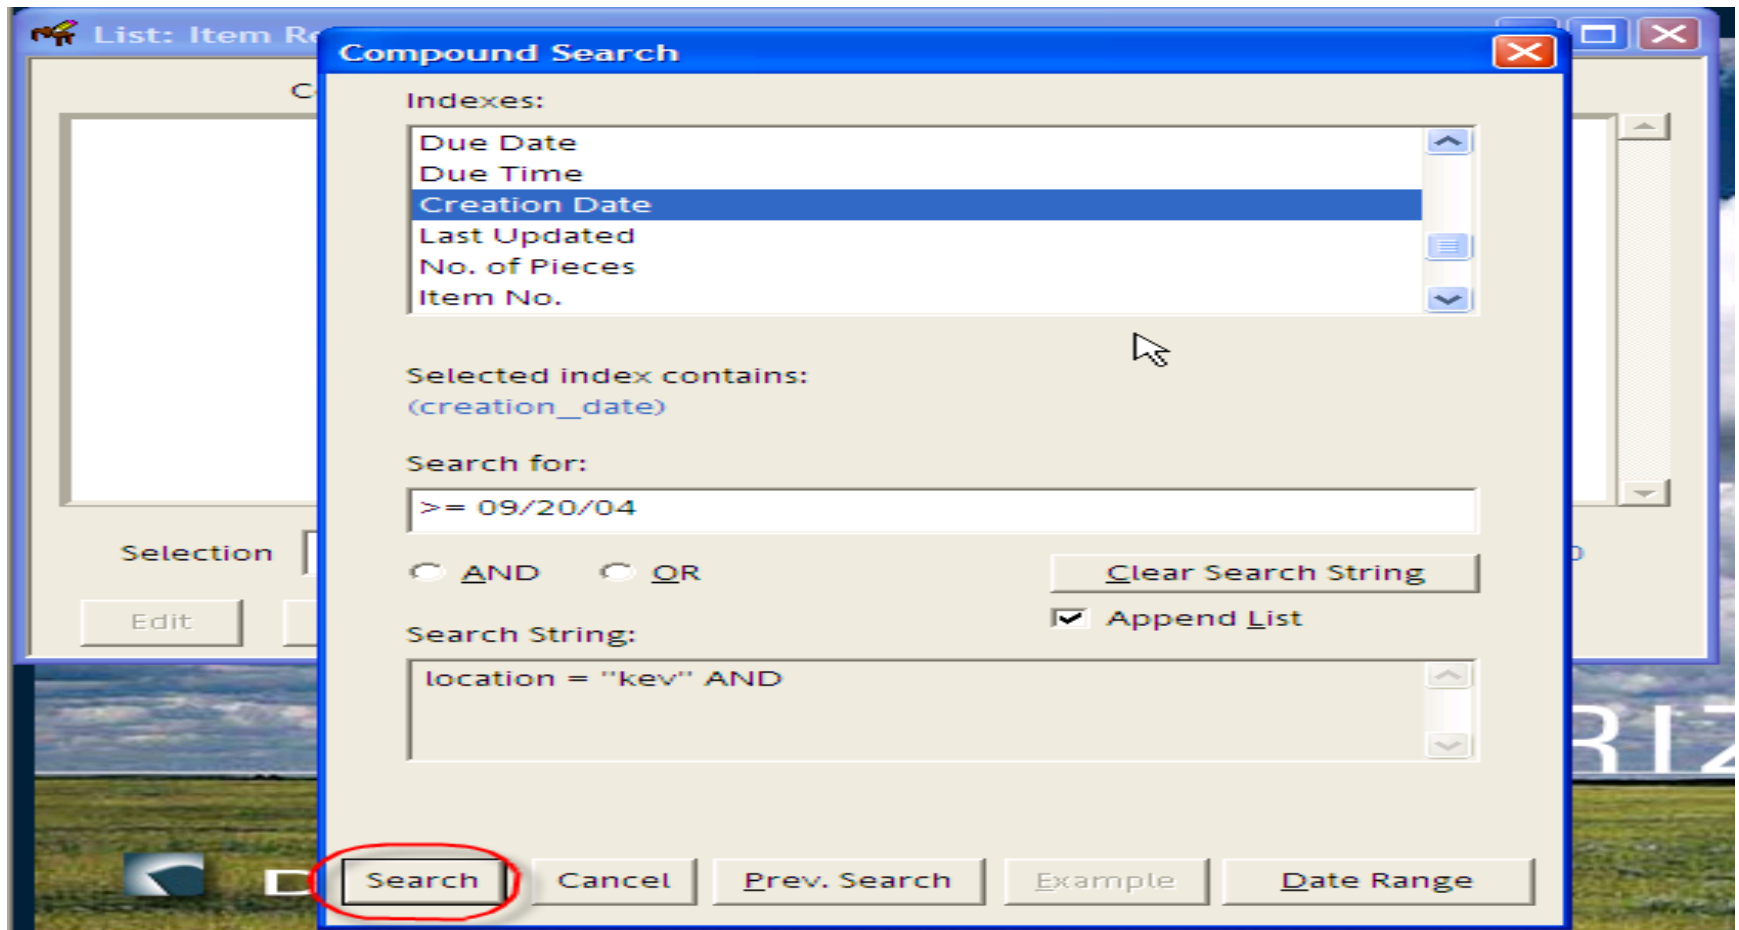 List: Item Re
Compound Search
Indexes:
Due Date
Due Time
Creation Date
Last Updated
No. of Pieces
Item No.
Selected index contains:
(creation_date)
Search for:
>= 09/20/04
Selection
AND OR Clear Search String
Append List
Edit
Search String:
location = "kev" AND
RIZ
D
Search Cancel Prev. Search Example Date Range